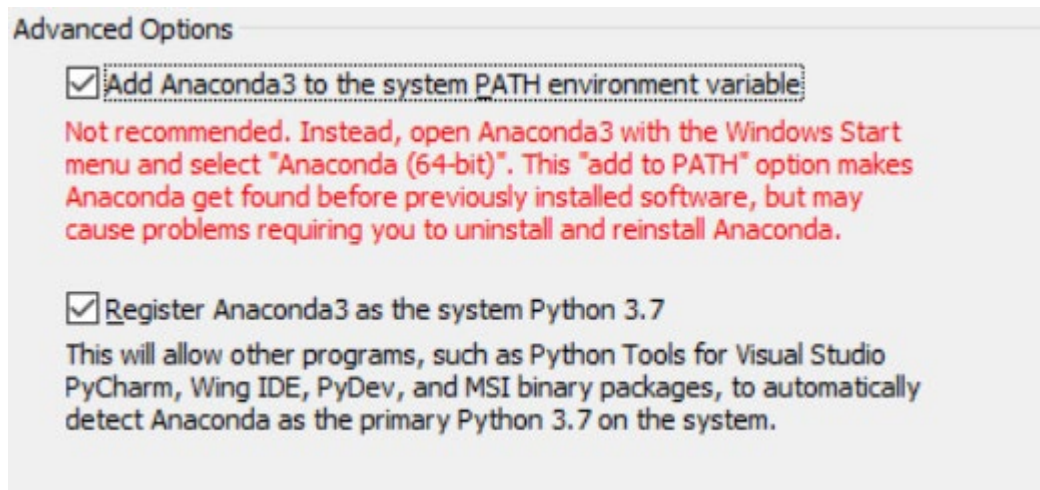 Advanced Options
Add Anaconda3 to the system PATH environment variable
Not recommended. Instead, open Anaconda3 with the Windows Start
menu and select "Anaconda (64-bit)". This "add to PATH" option makes
Anaconda get found before previously installed software, but may
cause problems requiring you to uninstall and reinstall Anaconda.
Register Anaconda3 as the system Python 3.7
This will allow other programs, such as Python Tools for Visual Studio
PyCharm, Wing IDE, PyDev, and MSI binary packages, to automatically
detect Anaconda as the primary Python 3.7 on the system.